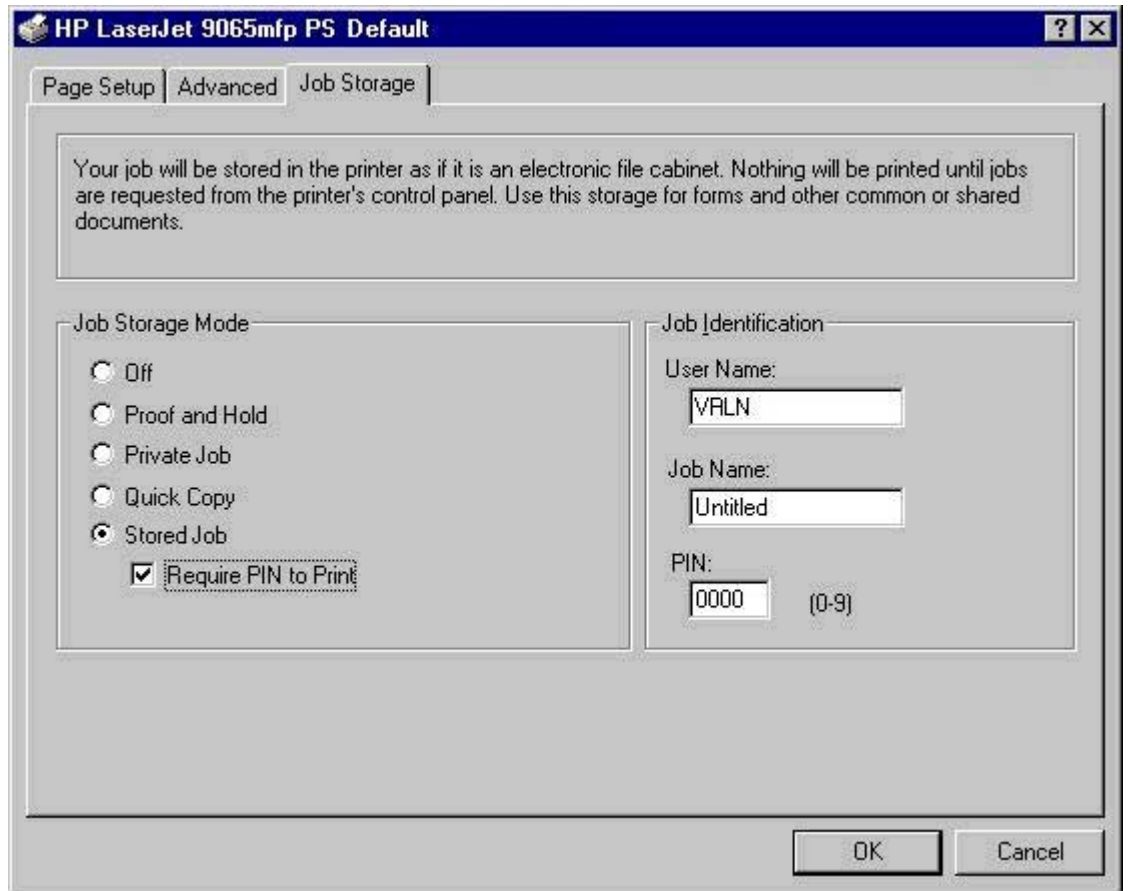 HP LaserJet 9065mfp PS Default
Page Setup Advanced Job Storage
Your job will be stored in the printer as if it is an electronic file cabinet. Nothing will be printed until jobs
are requested from the printer's control panel. Use this storage for forms and other common or shared
documents.
Job Storage Mode
Off
Proof and Hold
Private Job
Quick Copy
Stored Job
Require PIN to Print
Job Identification
User Name:
VRLN
Job Name:
Untitled
PIN:
0000 (0-9)
OK Cancel